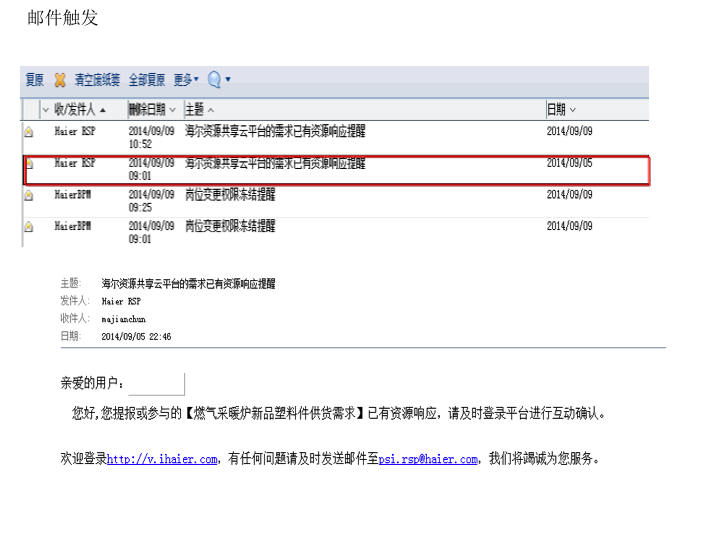 邮件触发
复原 清空废纸篓 全部复原 更多
收/发件人 删除日期 主题 日期
Haier RSP 2014/09/09 10:52 海尔资源共享云平台的需求已有资源响应提醒 2014/09/09
Haier RSP 2014/09/09 09:01 海尔资源共享云平台的需求已有资源响应提醒 2014/09/05
HaierBPM 2014/09/09 09:25 岗位变更权限冻结提醒 2014/09/09
HaierBPM 2014/09/09 09:01 岗位变更权限冻结提醒 2014/09/09
主题: 海尔资源共享云平台的需求已有资源响应提醒
发件人: Haier RSP
收件人: majianchun
日期: 2014/09/05 22:46
亲爱的用户：
您好,您提报或参与的【燃气采暖炉新品塑料件供货需求】已有资源响应，请及时登录平台进行互动确认。
欢迎登录http://v.ihaier.com，有任何问题请及时发送邮件至psi.rsp@haier.com，我们将竭诚为您服务。